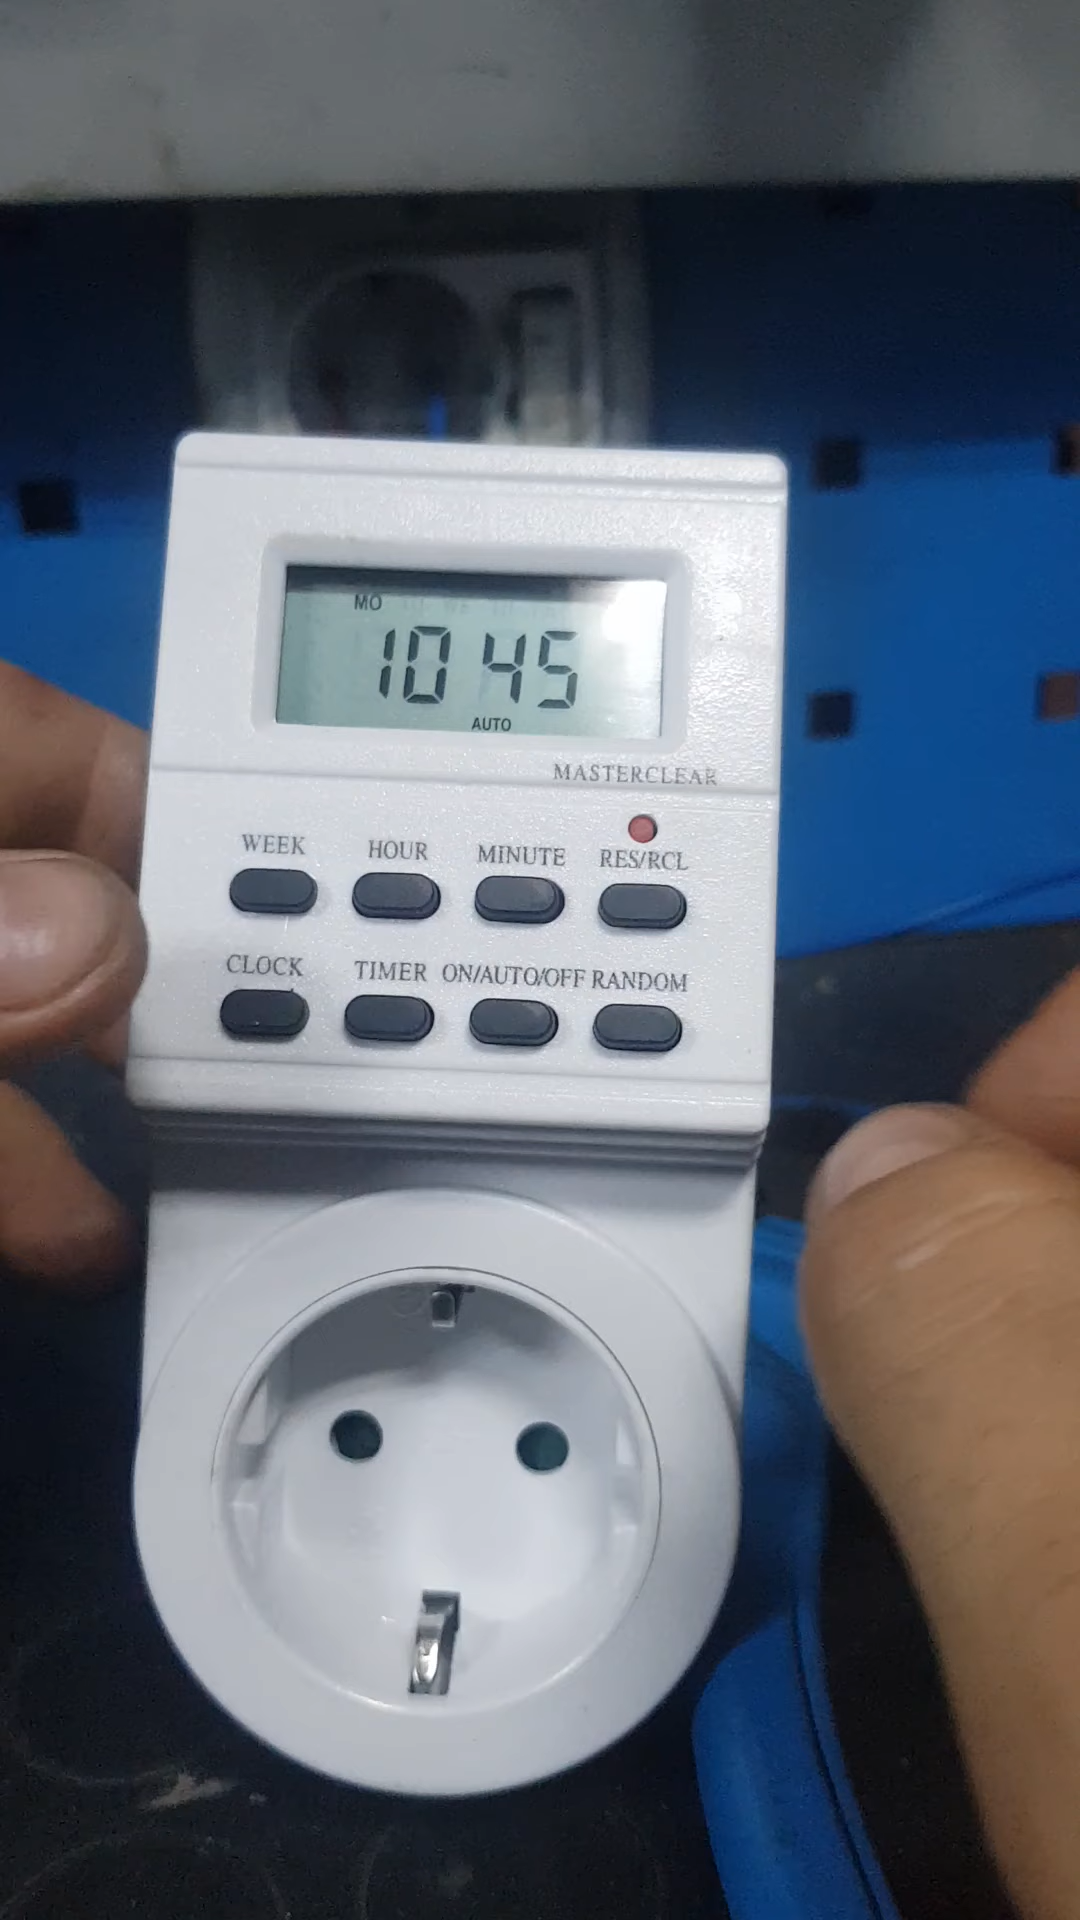 MO
10 45
AUTO
MASTERCLEAR
WEEK HOUR MINUTE RES/RCL
CLOCK TIMER ON/AUTO/OFF RANDOM